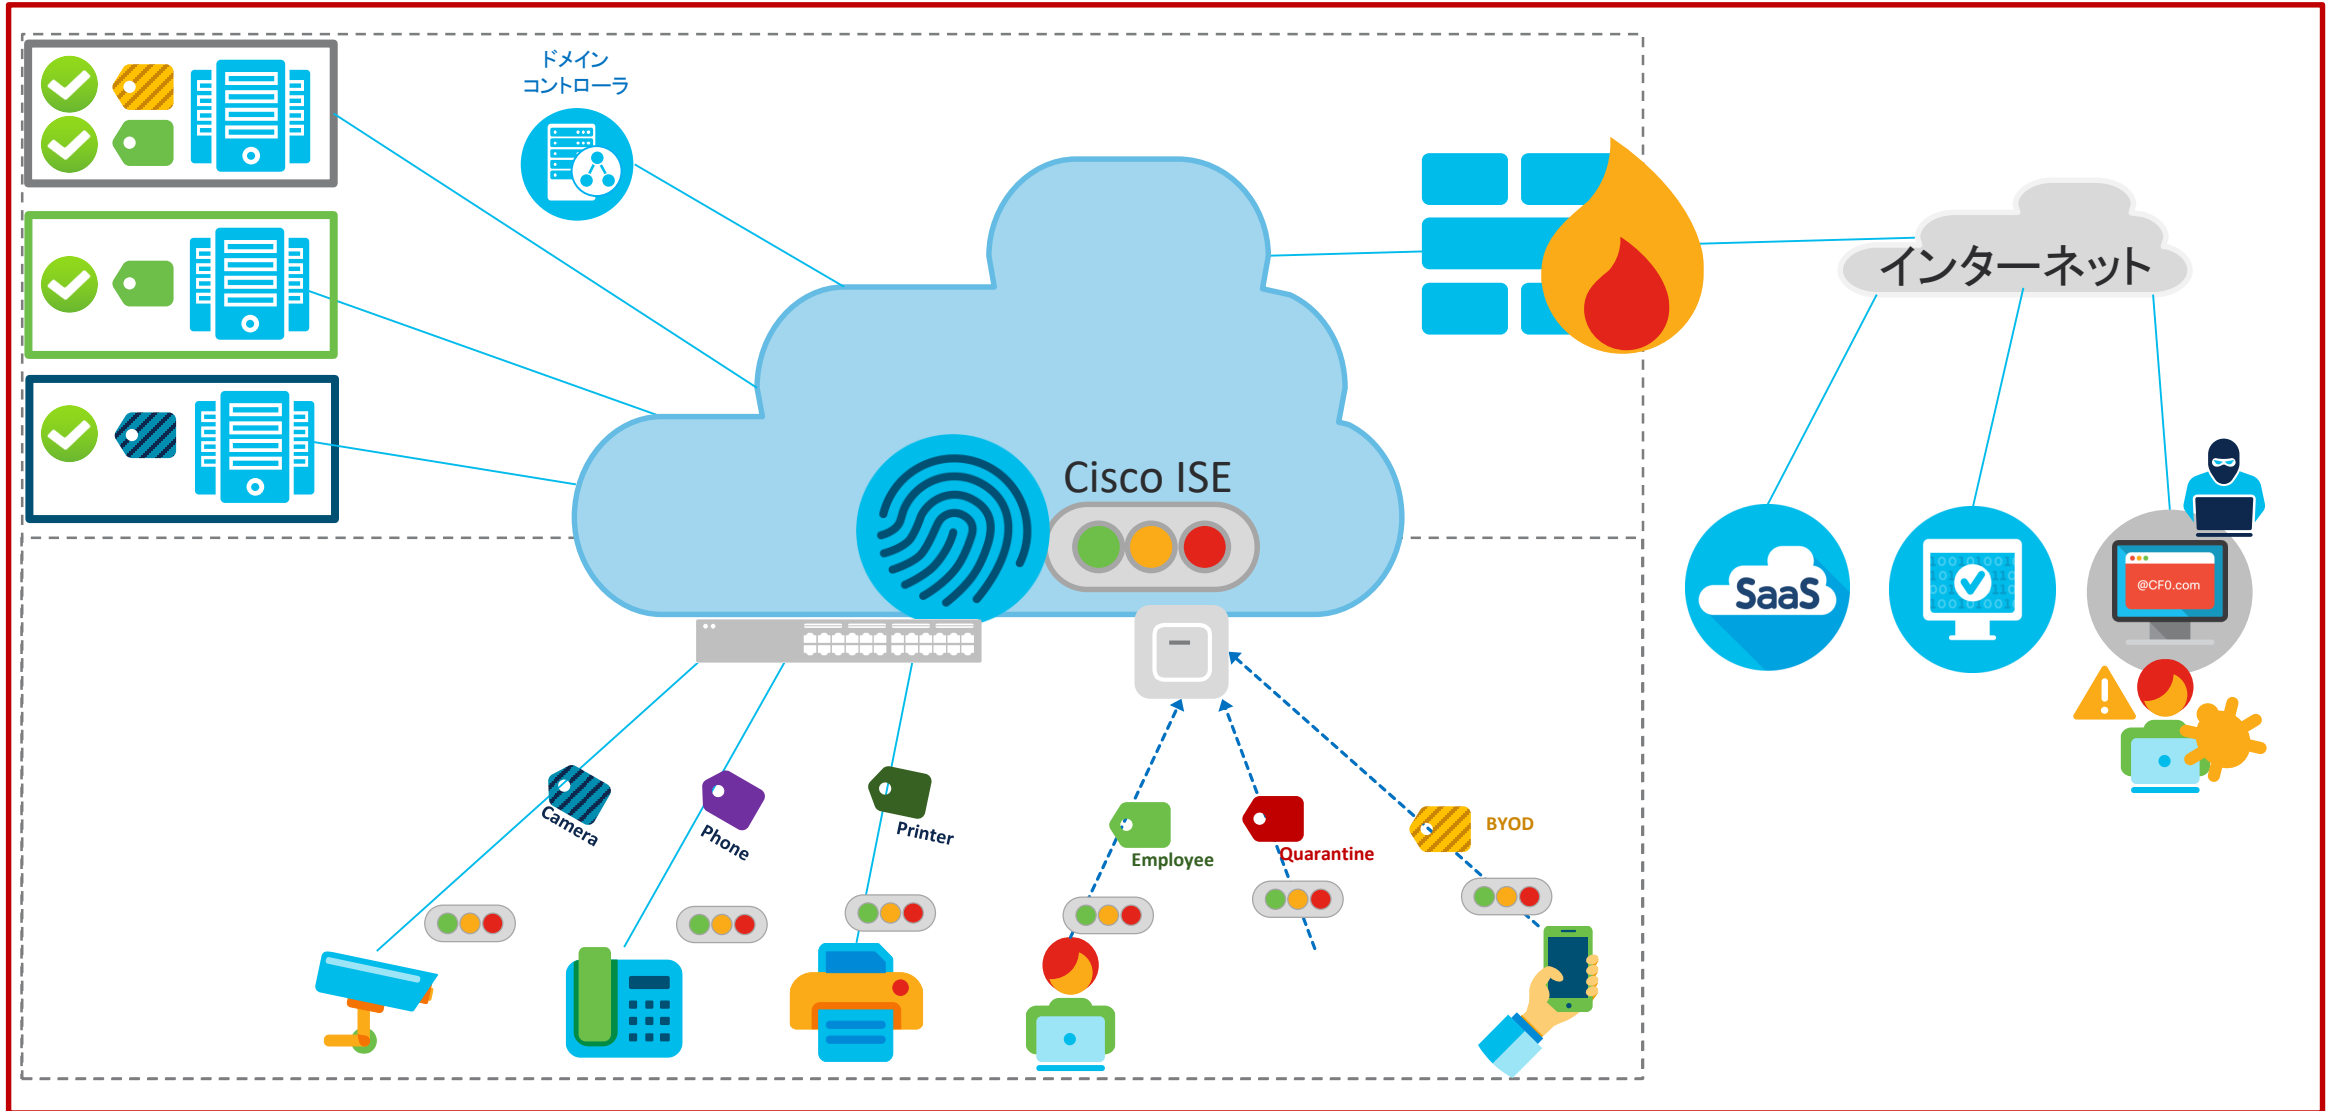 ドメイン
コントローラ
インターネット
Cisco ISE
SaaS
@CF0.com
Camera
Phone
Printer
Employee
Quarantine
BYOD